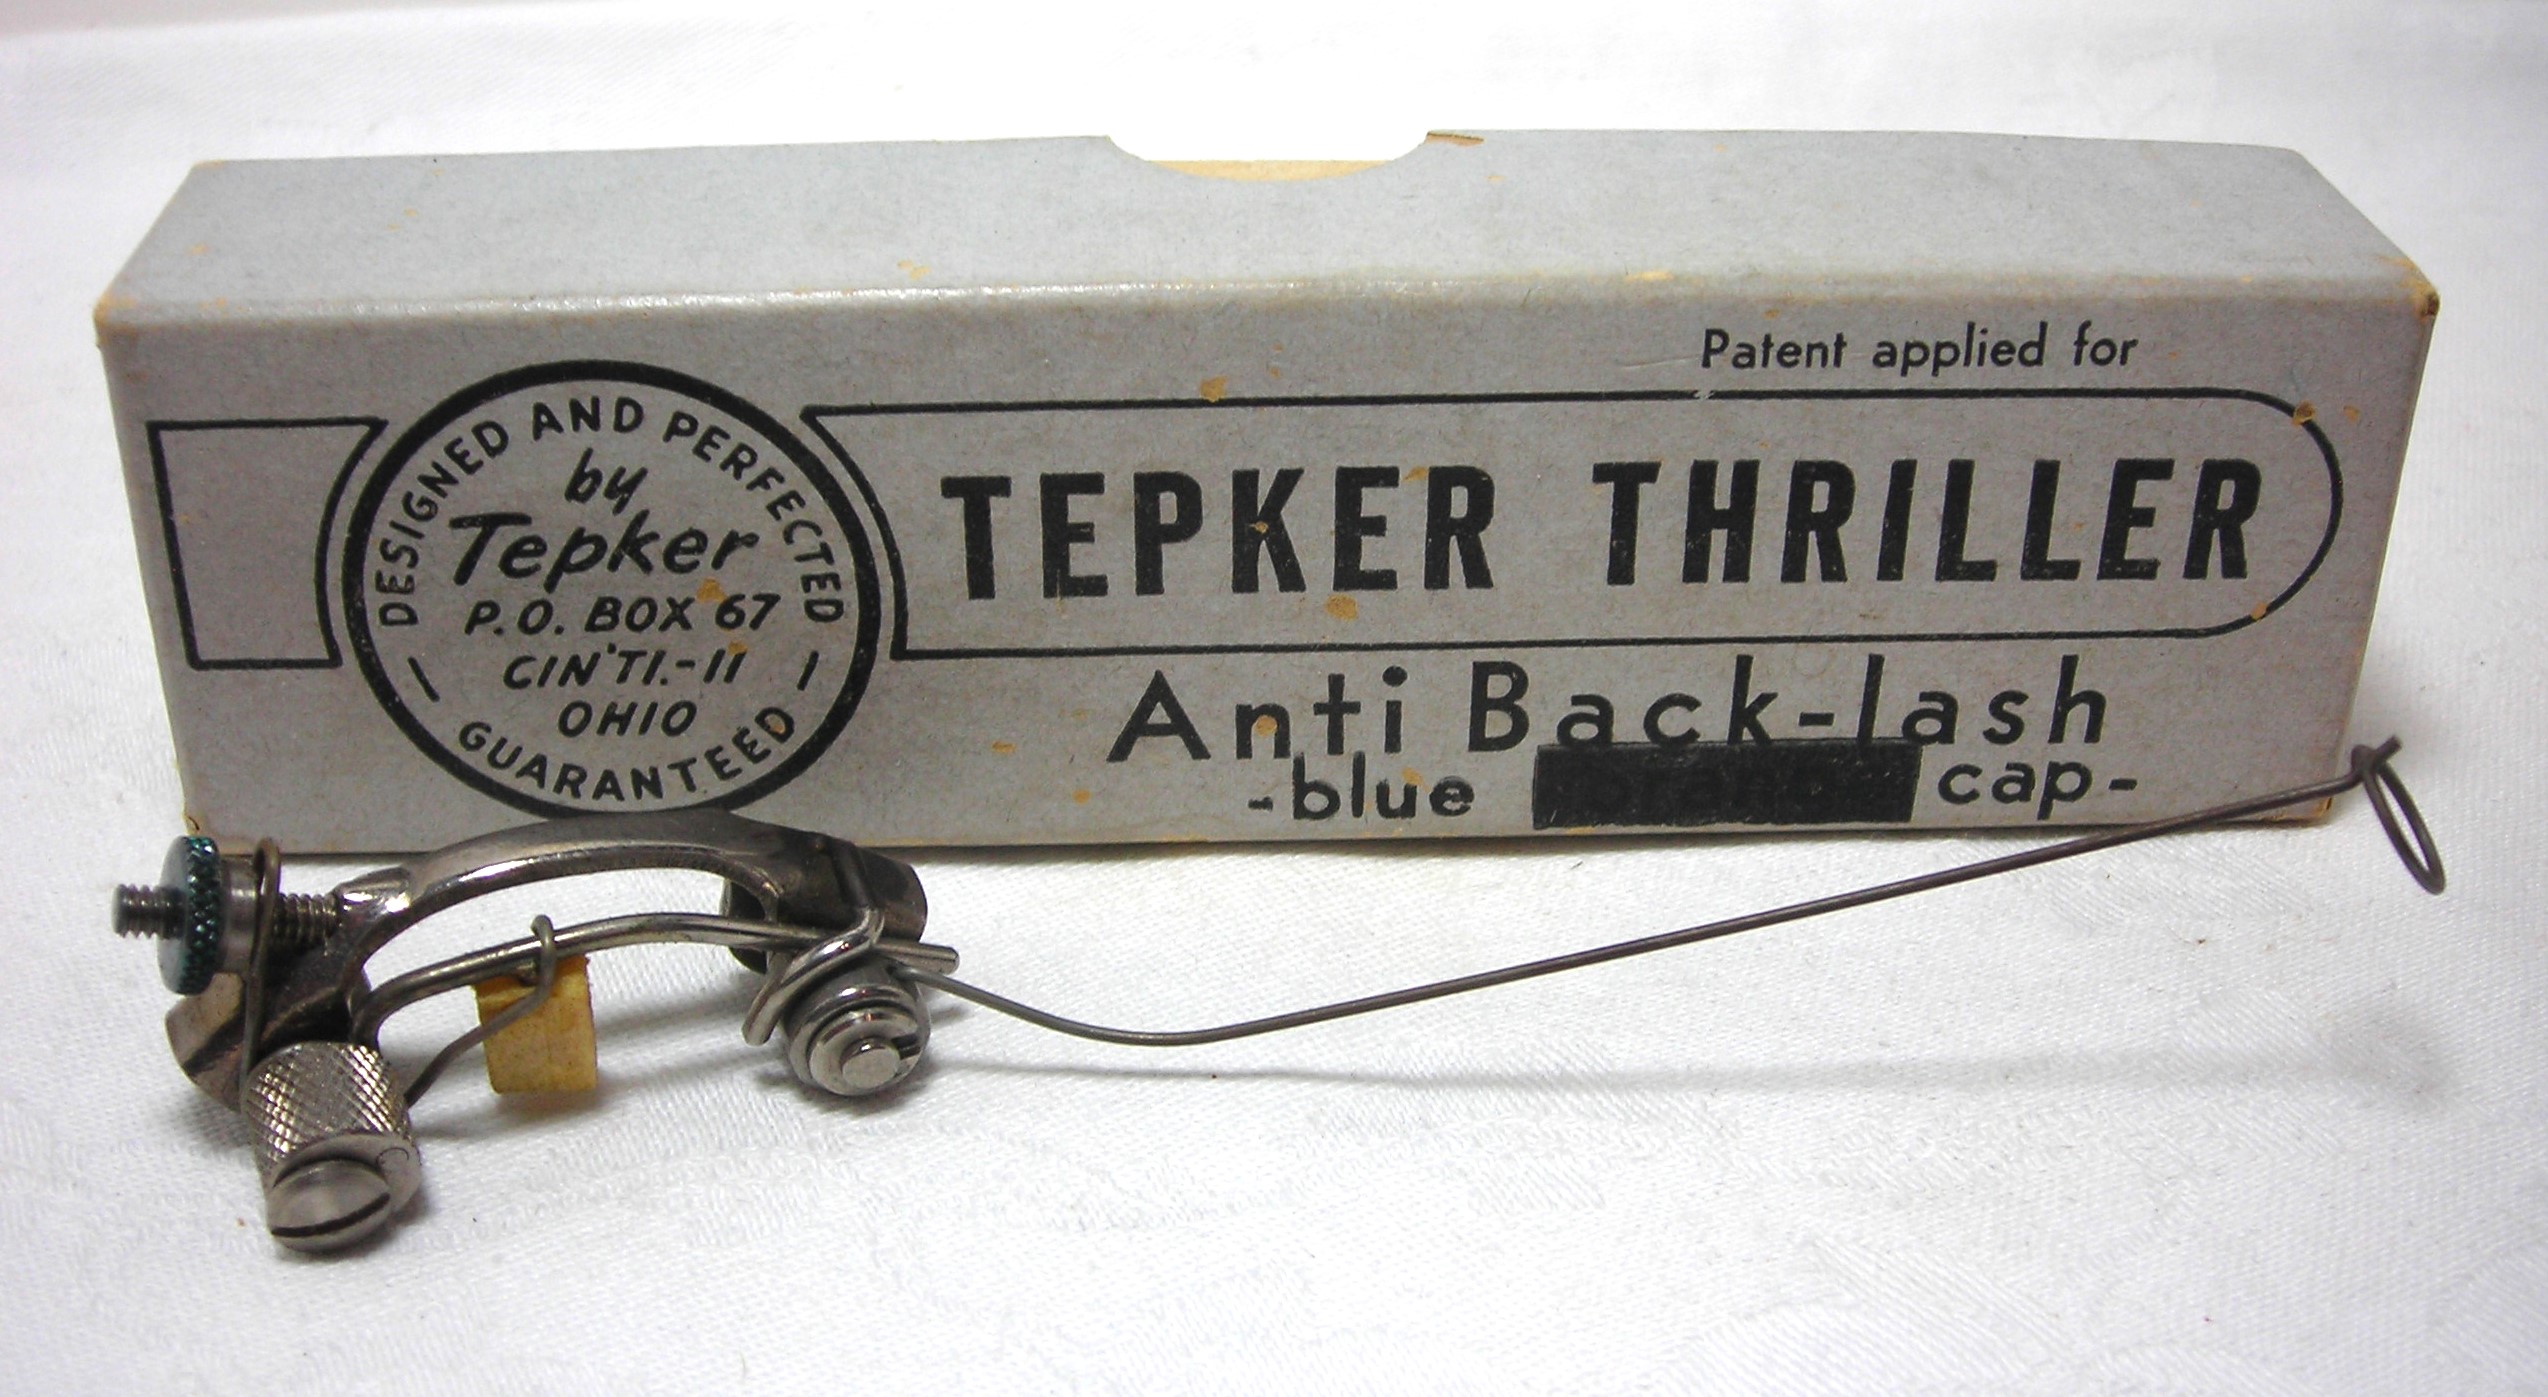 Patent applied for
DESIGNED AND PERFECTED
by
Tepker
P.O. BOX 67
CIN'TI.-11
OHIO
GUARANTEED
TEPKER THRILLER
Anti Back-lash
-blue cap-